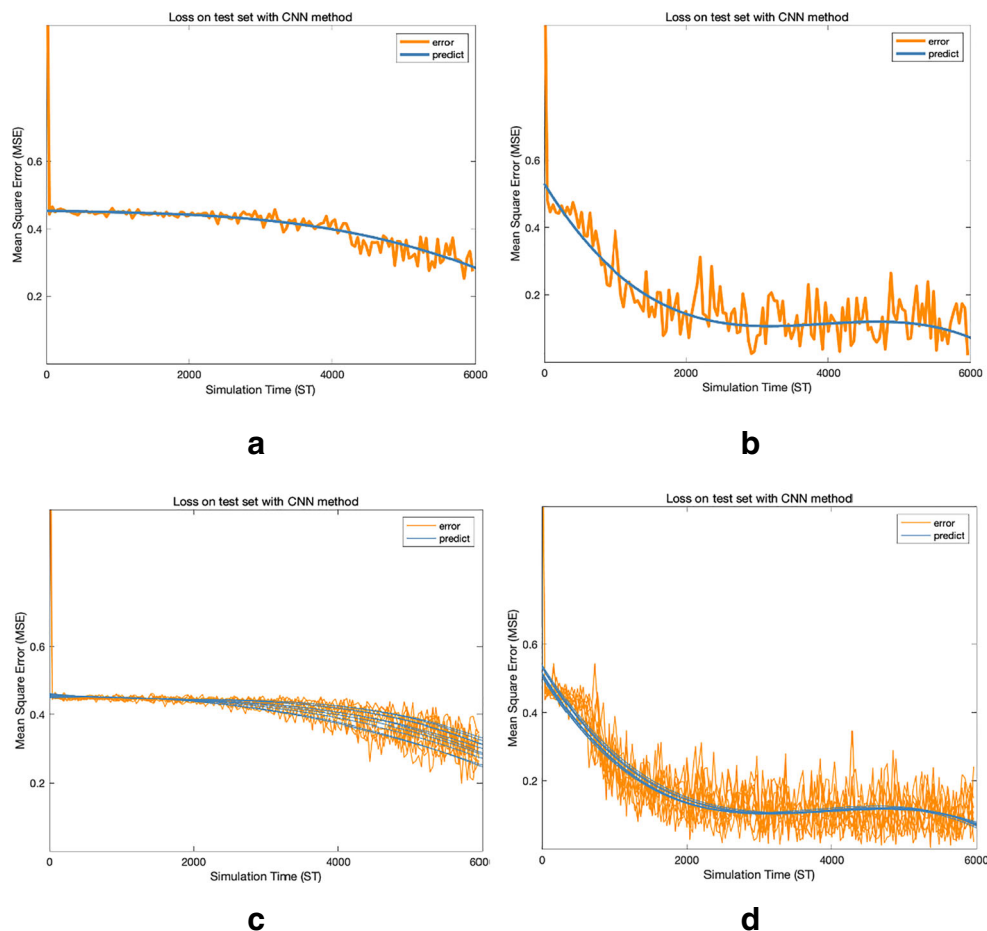 Loss on test set with CNN method
error
predict
Mean Square Error (MSE)
0.6
0.4
0.2
0 2000 4000 6000
Simulation Time (ST)
a
Loss on test set with CNN method
error
predict
Mean Square Error (MSE)
0.6
0.4
0.2
0 2000 4000 6000
Simulation Time (ST)
b
Loss on test set with CNN method
error
predict
Mean Square Error (MSE)
0.6
0.4
0.2
0 2000 4000 600
Simulation Time (ST)
c
Loss on test set with CNN method
error
predict
Mean Square Error (MSE)
0.6
0.4
0.2
0 2000 4000 6000
Simulation Time (ST)
d